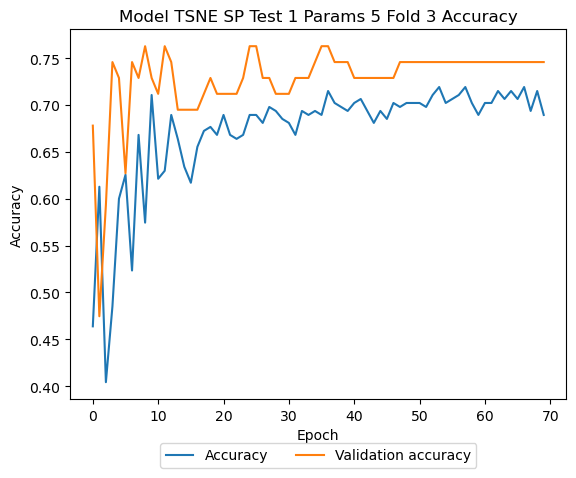 Model TSNE SP Test 1 Params 5 Fold 3 Accuracy
0.75
0.70
0.65
0.60
0.55
0.50
0.45
0.40
Accuracy
0 10 20 30 40 50 60 70
Epoch
Accuracy Validation accuracy